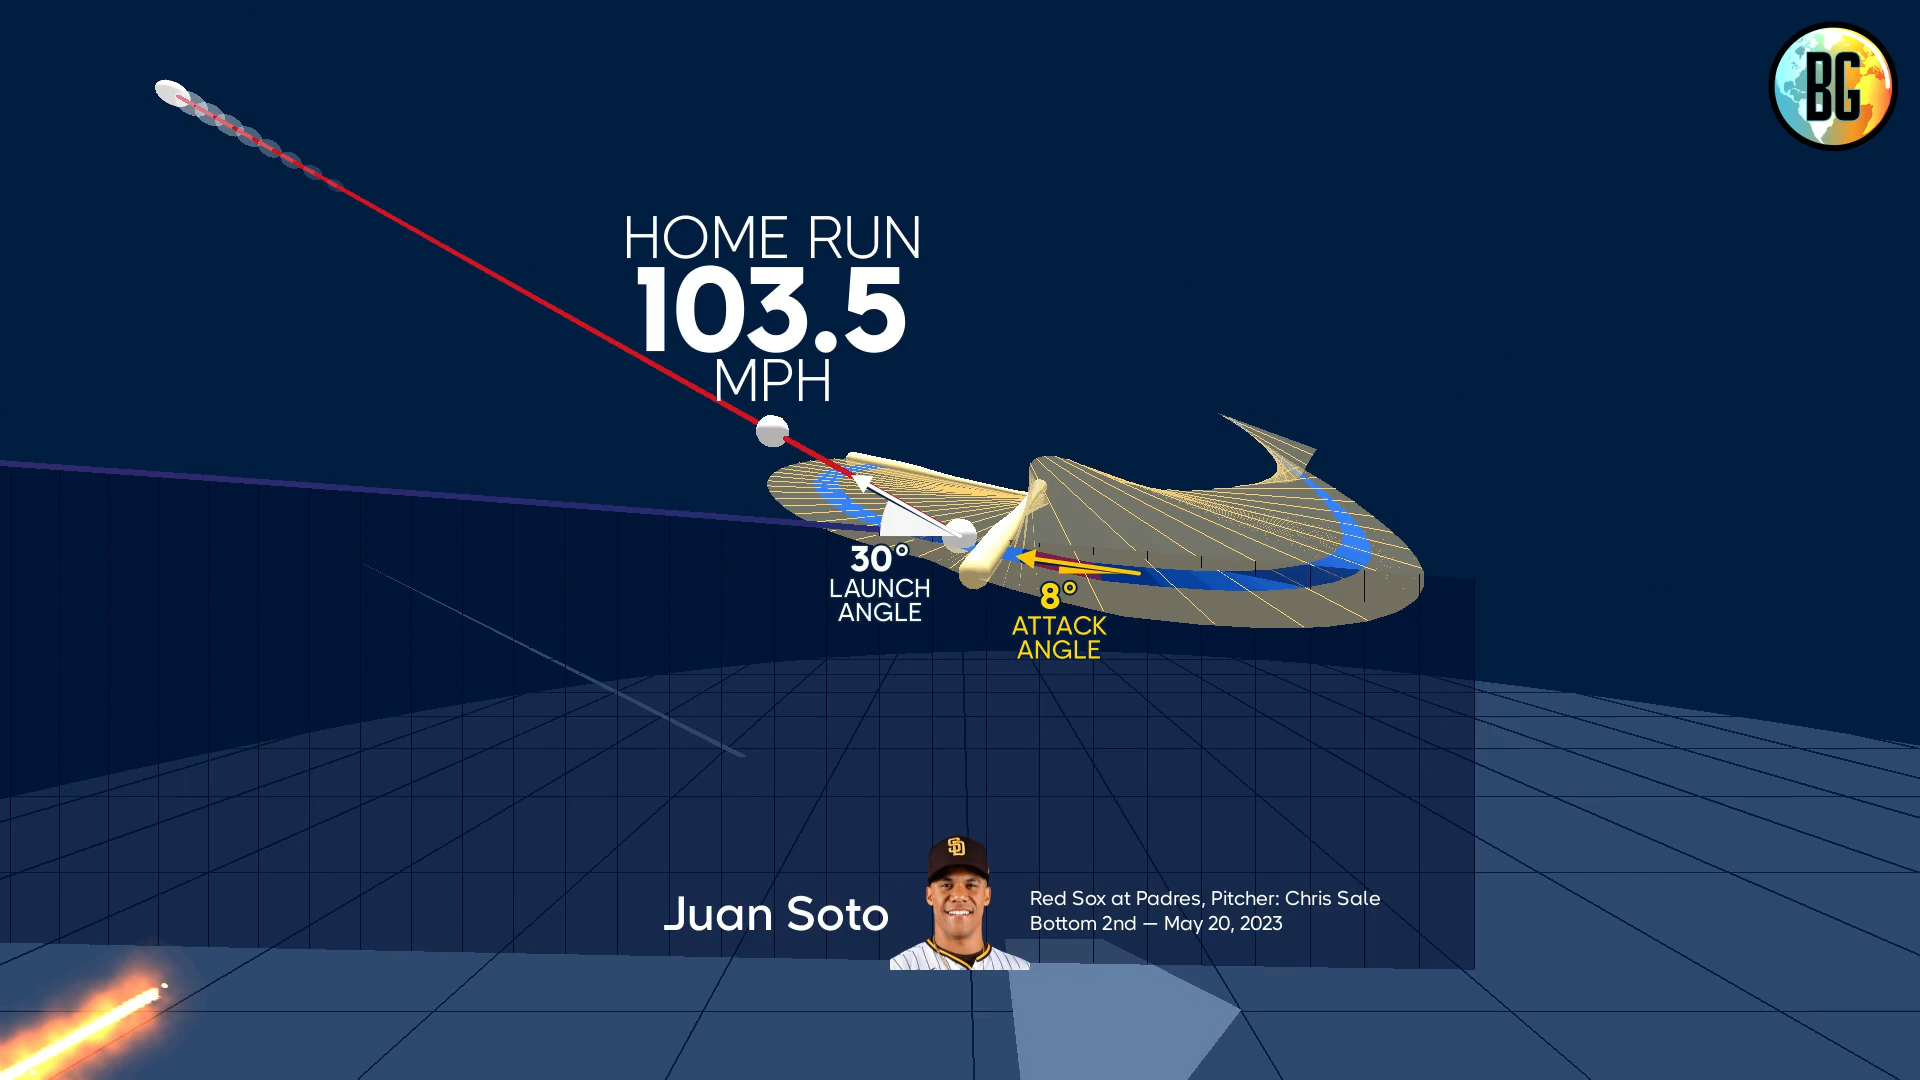 BG
HOME RUN
103.5
MPH
30°
LAUNCH
ANGLE
8°
ATTACK
ANGLE
SD
Juan Soto
Red Sox at Padres, Pitcher: Chris Sale
Bottom 2nd — May 20, 2023